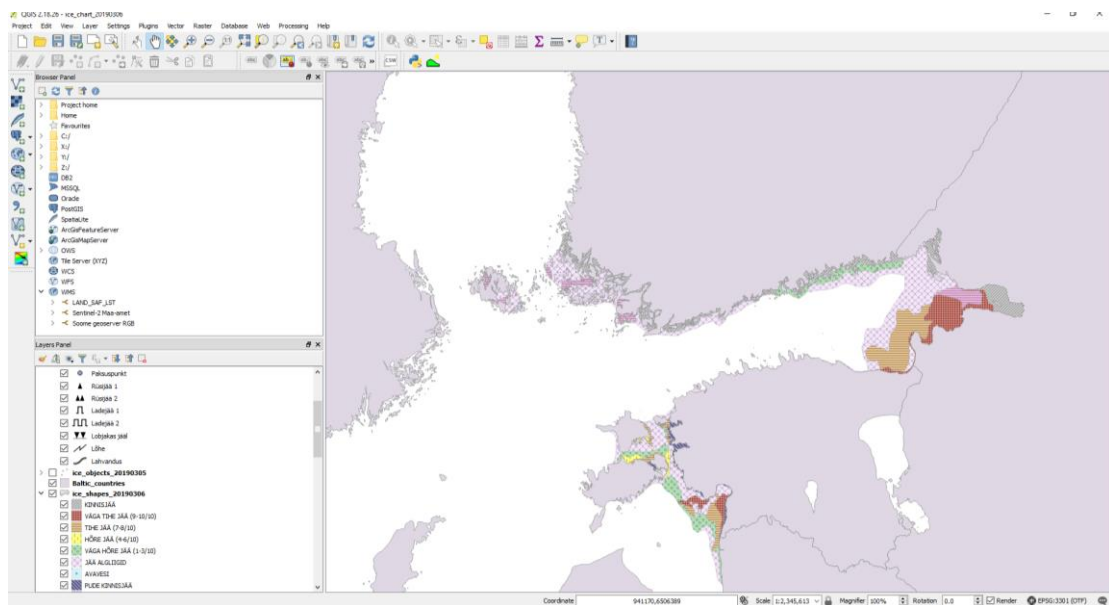 QGIS 2.18.26 - ice_chart_20190306
Project Edit View Layer Settings Plugins Vector Raster Database Web Processing Help
Browser Panel
Project home
Home
Favourites
C:/
X:/
Y:/
Z:/
DB2
MSSQL
Oracle
PostGIS
SpatiaLite
ArcGisFeatureServer
ArcGisMapServer
OWS
Tile Server (XYZ)
WCS
WFS
WMS
LAND_SAF_LST
Sentinel-2 Maa-amet
Soome geoserver RGB
Layers Panel
Paksuspunkt
Rüsijää 1
Rüsijää 2
Ladejää 1
Ladejää 2
Lobjakas jääl
Lõhe
Lahvandus
ice_objects_20190305
Baltic_countries
ice_shapes_20190306
KINNISJÄÄ
VÄGA TIHE JÄÄ (9-10/10)
TIHE JÄÄ (7-8/10)
HÕRE JÄÄ (4-6/10)
VÄGA HÕRE JÄÄ (1-3/10)
JÄÄ ALGLIIGID
AVAVESI
PUDE KINNISJÄÄ
Coordinate 941170,6506389 Scale 1:2,345,613 Magnifier 100% Rotation 0.0 Render EPSG:3301 (OTF)